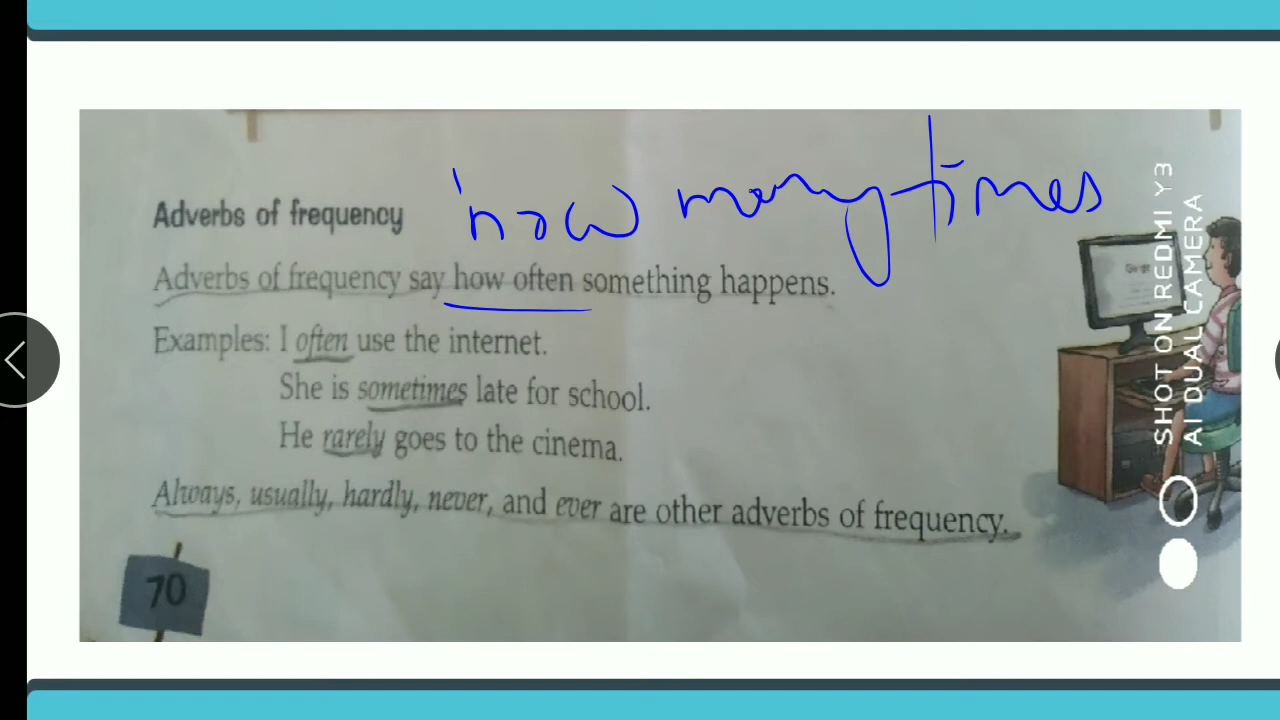 how many times
Adverbs of frequency
Adverbs of frequency say how often something happens.
Examples: I often use the internet.
She is sometimes late for school.
He rarely goes to the cinema.
Always, usually, hardly, never, and ever are other adverbs of frequency.
70
SHOT ON REDMI Y3
AI DUAL CAMERA